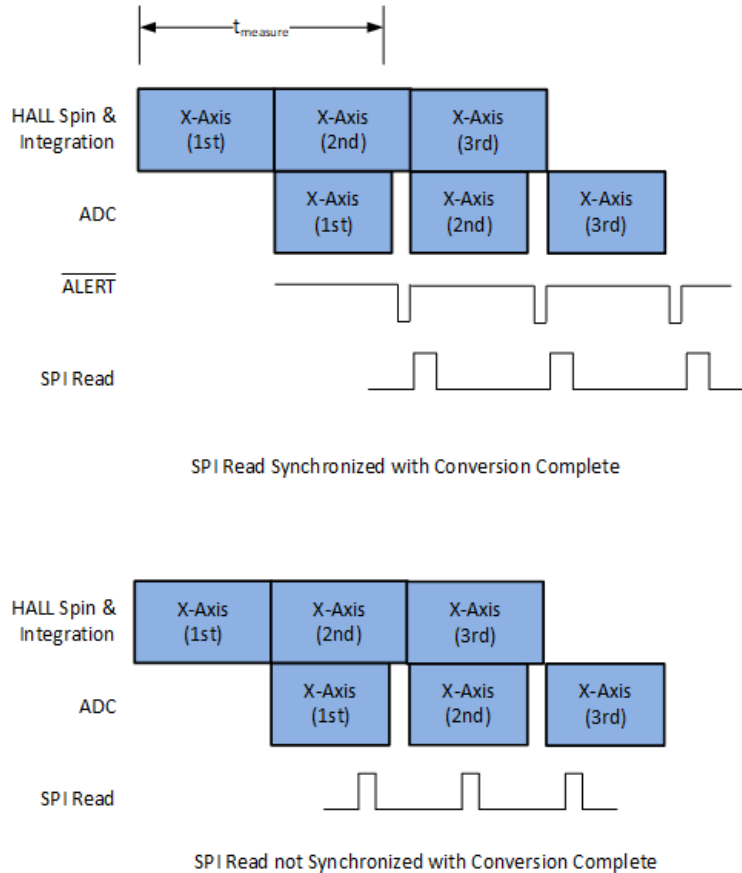 tmeasure
HALL Spin &
Integration
X-Axis
(1st)
X-Axis
(2nd)
X-Axis
(3rd)
ADC
X-Axis
(1st)
X-Axis
(2nd)
X-Axis
(3rd)
ALERT
SPI Read
SPI Read Synchronized with Conversion Complete
HALL Spin &
Integration
X-Axis
(1st)
X-Axis
(2nd)
X-Axis
(3rd)
ADC
X-Axis
(1st)
X-Axis
(2nd)
X-Axis
(3rd)
SPI Read
SPI Read not Synchronized with Conversion Complete